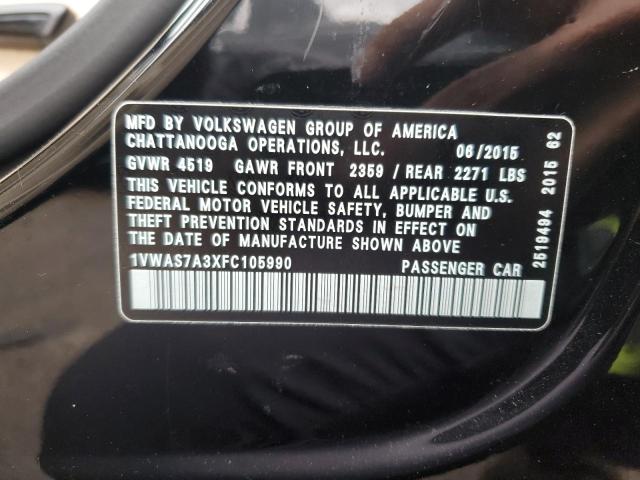 MFD BY VOLKSWAGEN GROUP OF AMERICA
CHATTANOOGA OPERATIONS, LLC. 06/2015
GVWR 4519 GAWR FRONT 2359 / REAR 2271 LBS
THIS VEHICLE CONFORMS TO ALL APPLICABLE U.S.
FEDERAL MOTOR VEHICLE SAFETY, BUMPER AND
THEFT PREVENTION STANDARDS IN EFFECT ON
THE DATE OF MANUFACTURE SHOWN ABOVE
1VWAS7A3XFC105990 PASSENGER CAR
2519494 2015 62